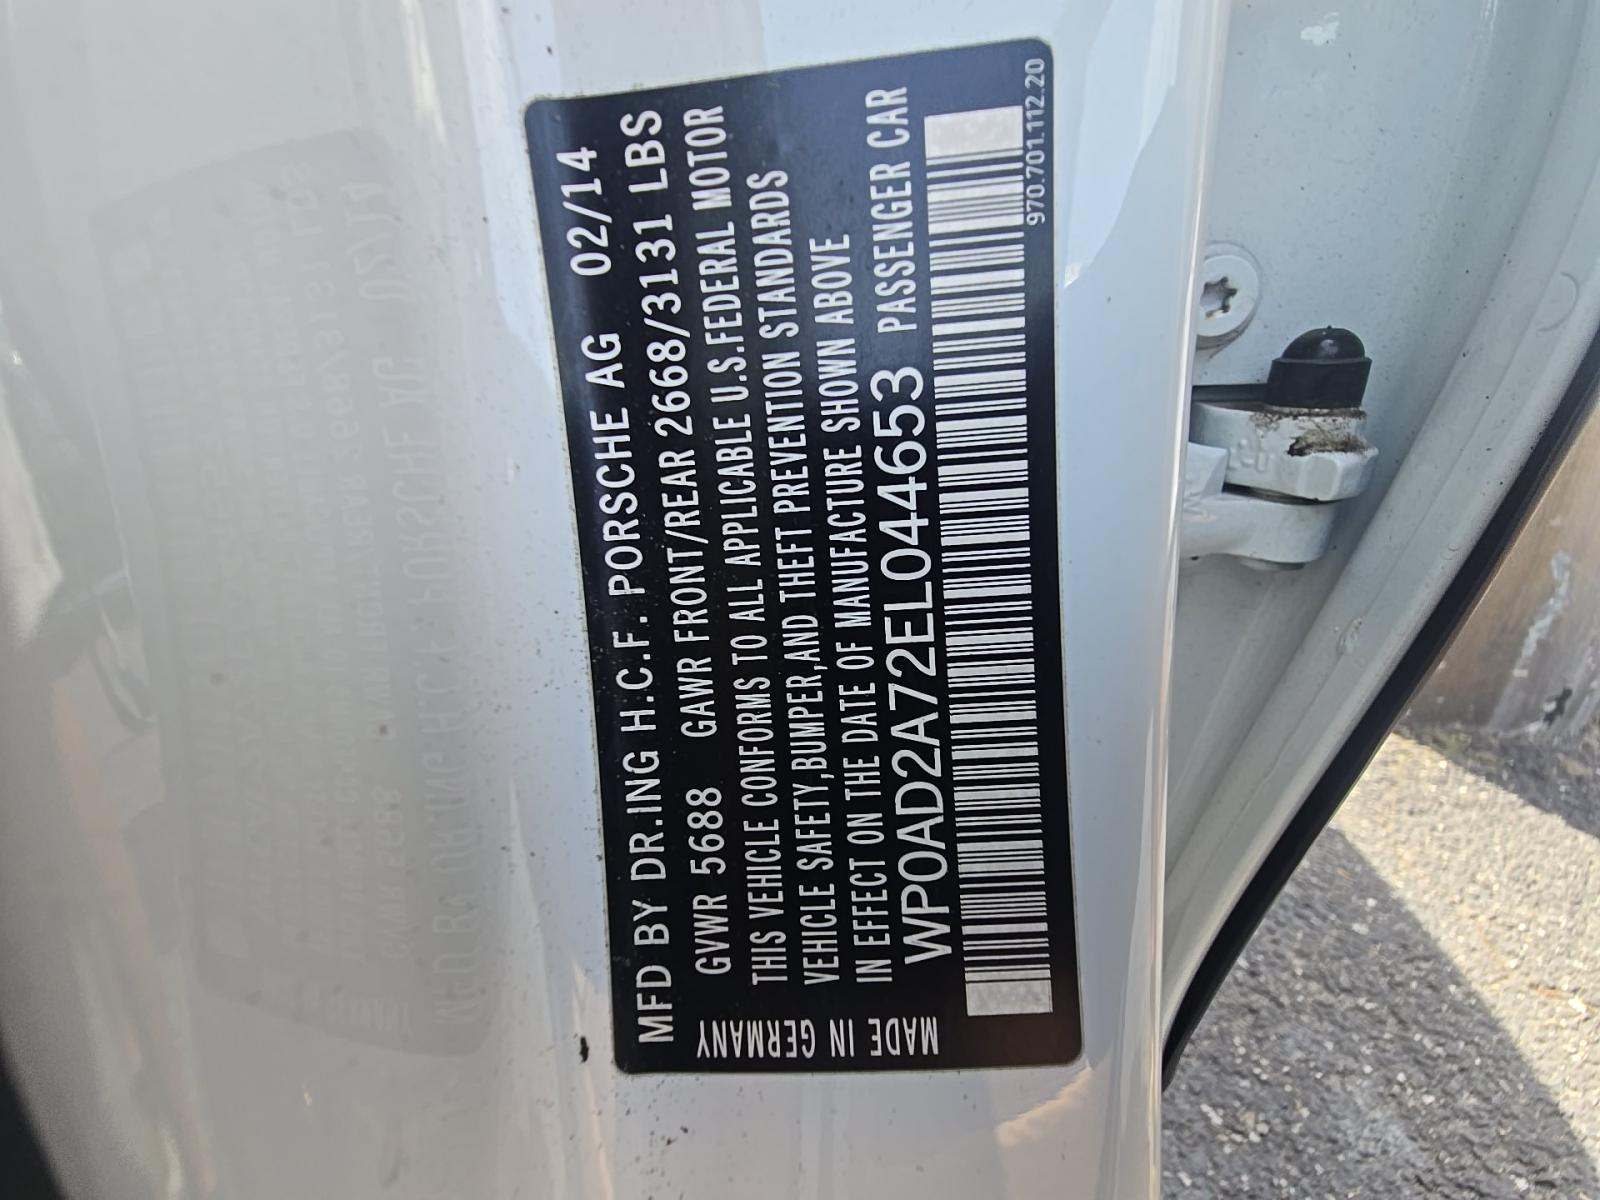 MFD BY DR.ING H.C.F. PORSCHE AG 02/14
GVWR 5688 GAWR FRONT/REAR 2668/3131 LBS
THIS VEHICLE CONFORMS TO ALL APPLICABLE U.S.FEDERAL MOTOR
VEHICLE SAFETY,BUMPER,AND THEFT PREVENTION STANDARDS
IN EFFECT ON THE DATE OF MANUFACTURE SHOWN ABOVE
WP0AD2A72EL044653 PASSENGER CAR
MADE IN GERMANY
970.701.112.20